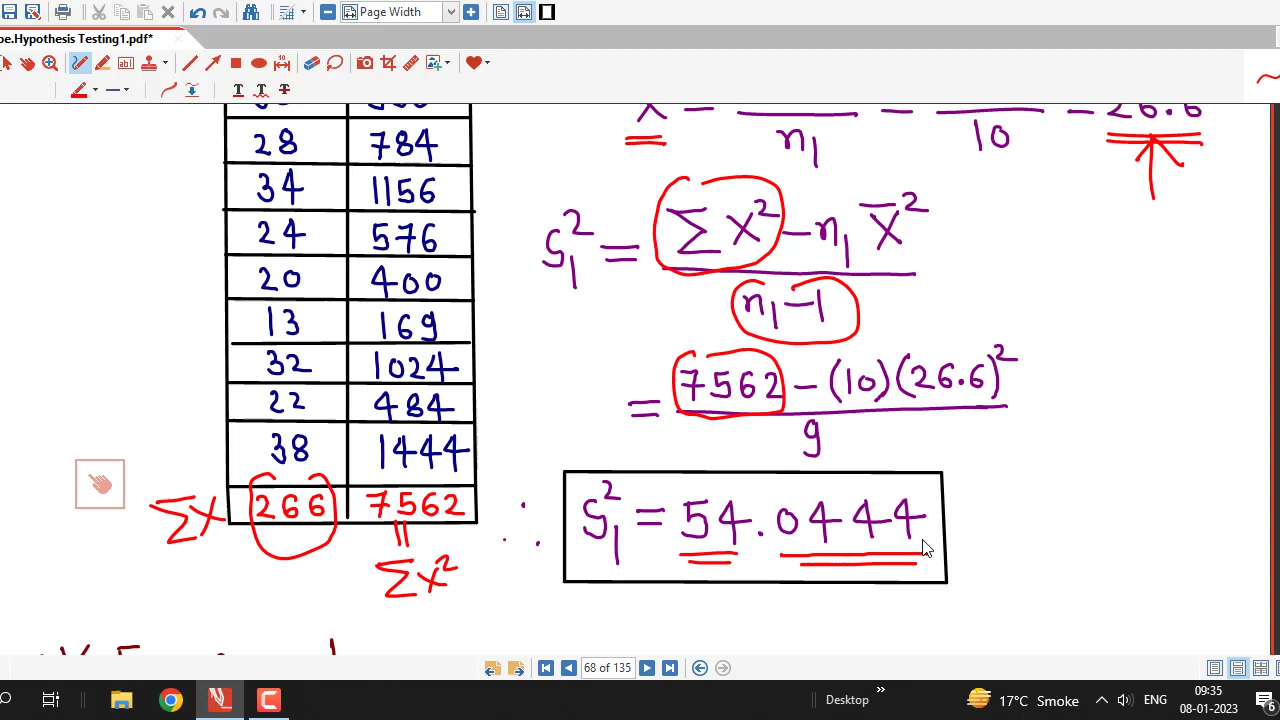 Page Width
pe.Hypothesis Testing1.pdf*
28 784
34 1156
24 576
20 400
13 169
32 1024
22 484
38 1444
ΣX 266 7562
ΣX²
n₁ 10
X̄ = = = 26.6
S₁² = ΣX² - n₁ X̄²
n₁ - 1
= 7562 - (10)(26.6)²
9
∴ S₁² = 54.0444
68 of 135
Desktop
17°C Smoke
ENG
09:35
08-01-2023
6